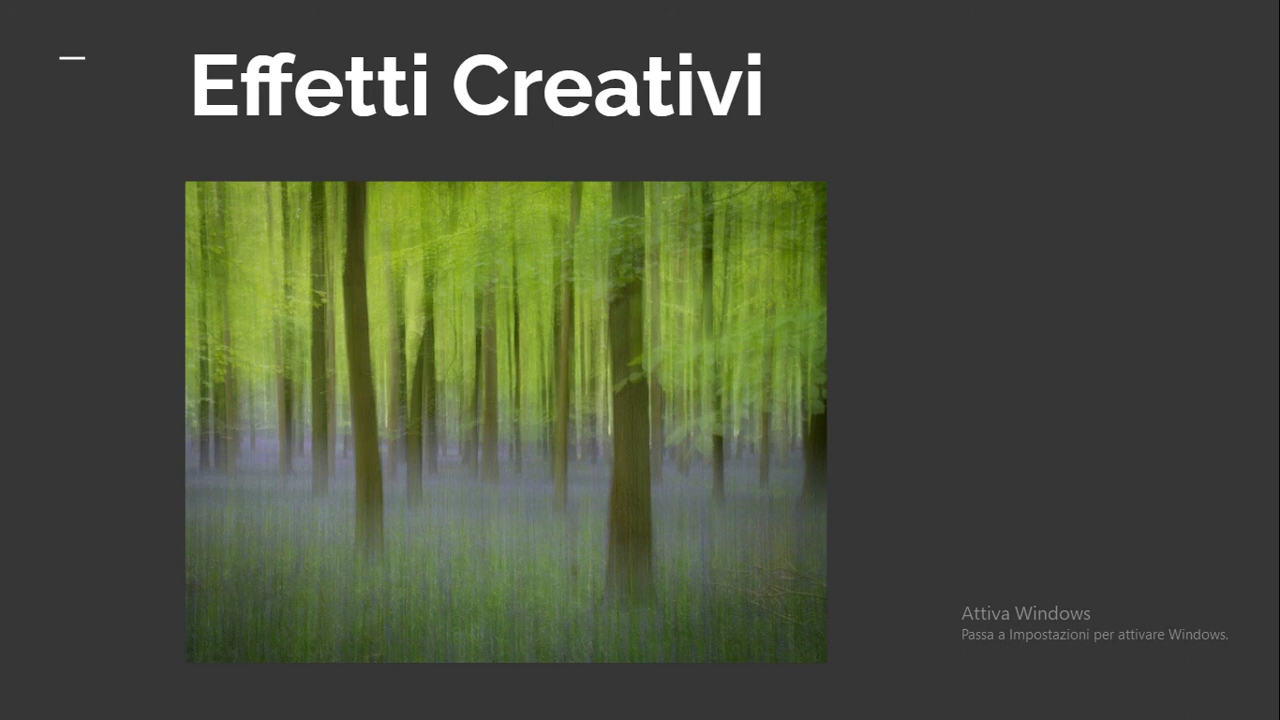 Effetti Creativi
Attiva Windows
Passa a Impostazioni per attivare Windows.